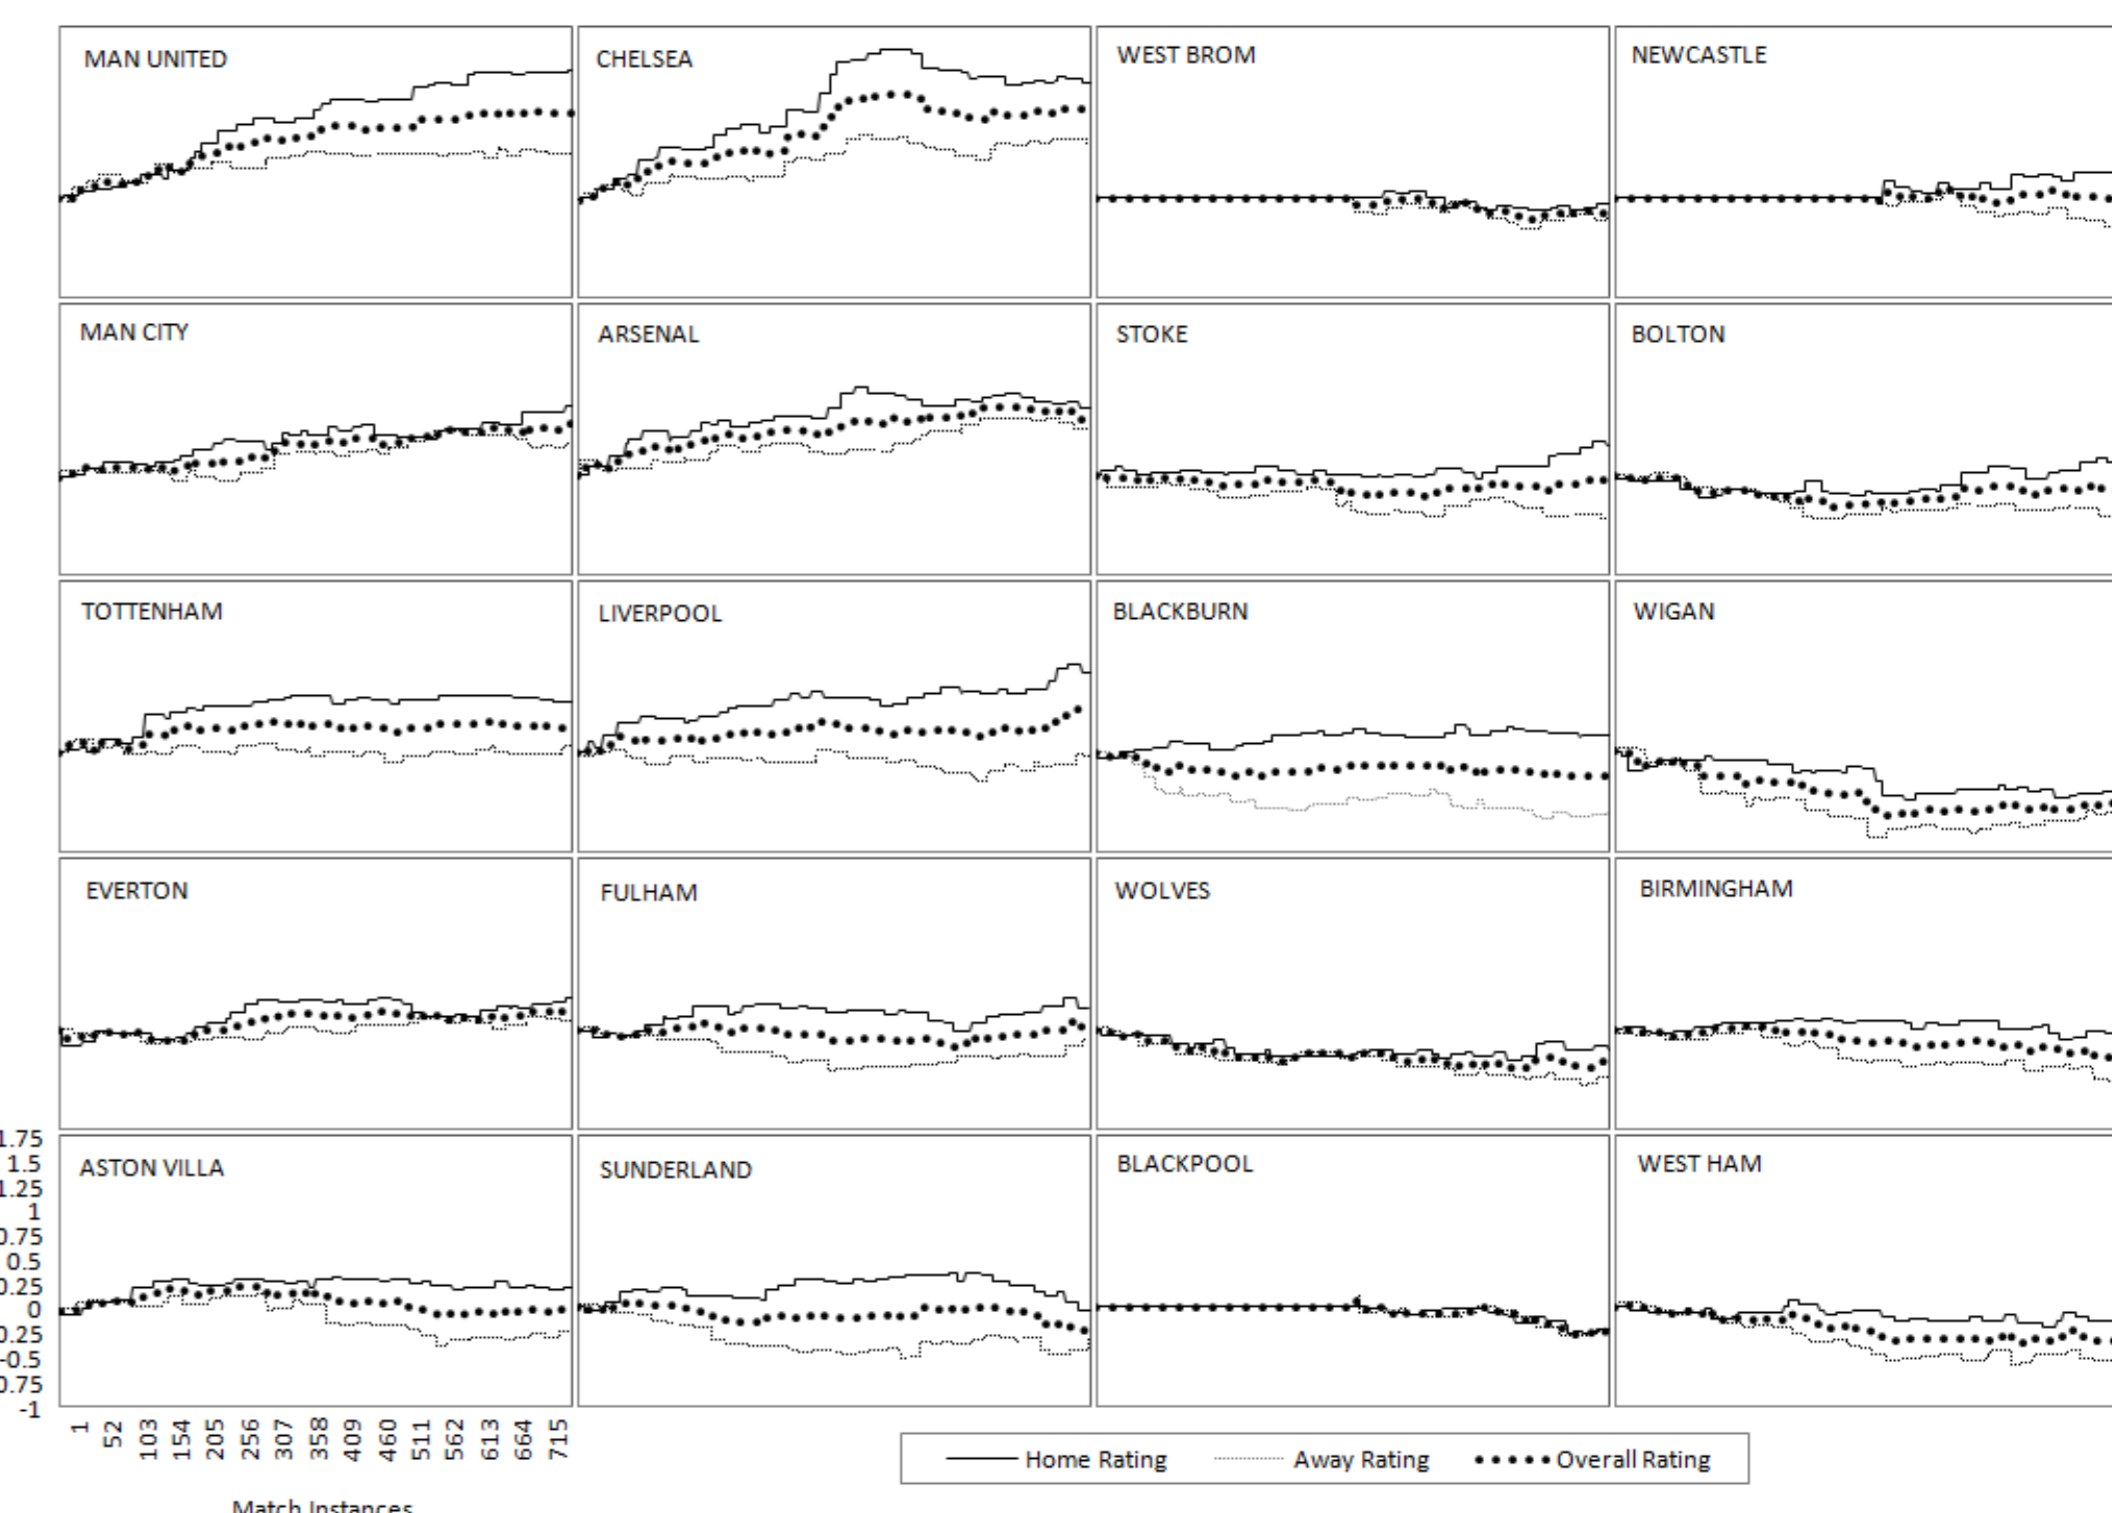 MAN UNITED
CHELSEA
WEST BROM
NEWCASTLE
MAN CITY
ARSENAL
STOKE
BOLTON
TOTTENHAM
LIVERPOOL
BLACKBURN
WIGAN
EVERTON
FULHAM
WOLVES
BIRMINGHAM
ASTON VILLA
SUNDERLAND
BLACKPOOL
WEST HAM
1.75
1.5
1.25
1
0.75
0.5
0.25
0
0.25
-0.5
0.75
-1
1 52 103 154 205 256 307 358 409 460 511 562 613 664 715
Home Rating Away Rating Overall Rating
Match Instances